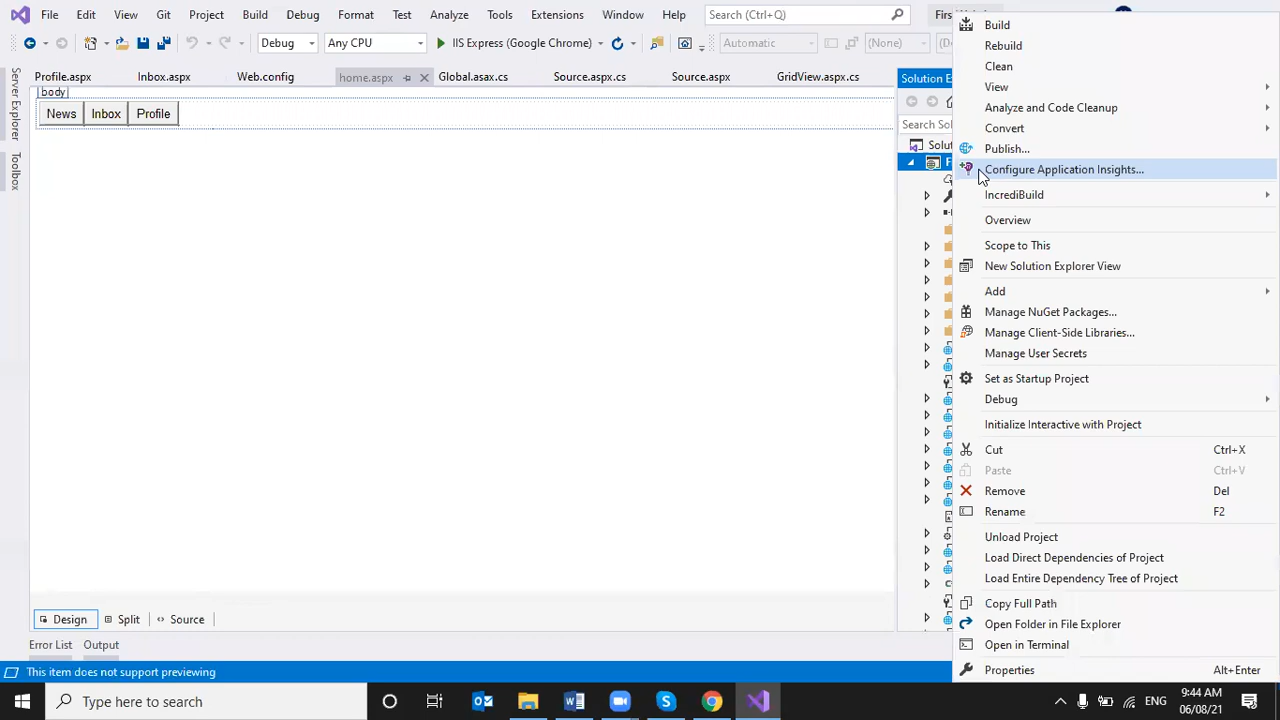 File Edit View Git Project Build Debug Format Test Analyze Tools Extensions Window Help Search (Ctrl+Q)
Debug Any CPU IIS Express (Google Chrome) Automatic (None)
Profile.aspx Inbox.aspx Web.config home.aspx Global.asax.cs Source.aspx.cs Source.aspx GridView.aspx.cs
Server Explorer
Toolbox
body
News Inbox Profile
Solution Ex
Search Sol
Solut
F
Build
Rebuild
Clean
View
Analyze and Code Cleanup
Convert
Publish...
Configure Application Insights...
IncrediBuild
Overview
Scope to This
New Solution Explorer View
Add
Manage NuGet Packages...
Manage Client-Side Libraries...
Manage User Secrets
Set as Startup Project
Debug
Initialize Interactive with Project
Cut Ctrl+X
Paste Ctrl+V
Remove Del
Rename F2
Unload Project
Load Direct Dependencies of Project
Load Entire Dependency Tree of Project
Copy Full Path
Open Folder in File Explorer
Open in Terminal
Properties Alt+Enter
Design Split Source
Error List Output
This item does not support previewing
Type here to search
ENG
9:44 AM
06/08/21